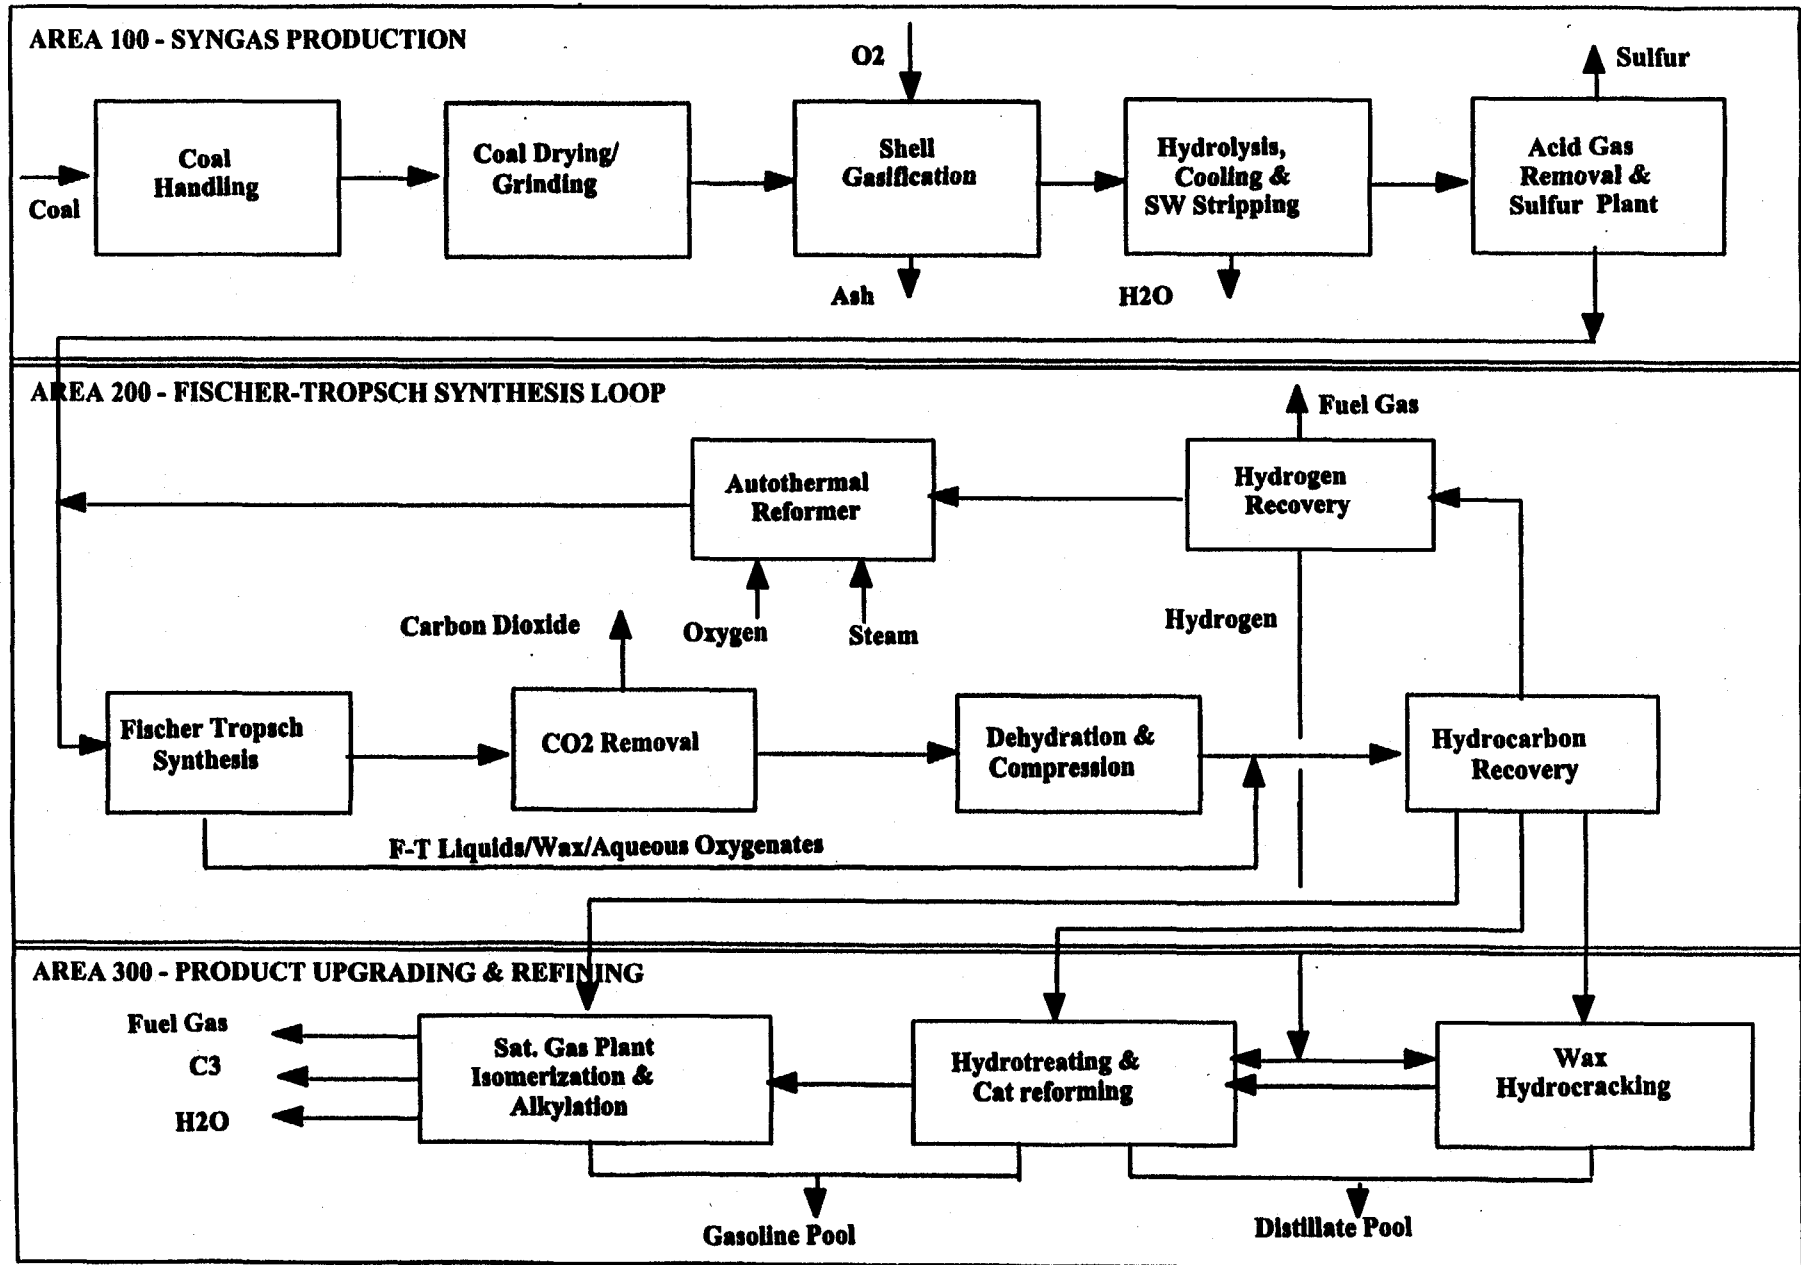 AREA 100 - SYNGAS PRODUCTION
O2
Sulfur
Coal
Coal
Handling
Coal Drying/
Grinding
Shell
Gasification
Hydrolysis,
Cooling &
SW Stripping
Acid Gas
Removal &
Sulfur Plant
Ash
H2O
AREA 200 - FISCHER-TROPSCH SYNTHESIS LOOP
Fuel Gas
Autothermal
Reformer
Hydrogen
Recovery
Carbon Dioxide
Oxygen
Steam
Hydrogen
Fischer Tropsch
Synthesis
CO2 Removal
Dehydration &
Compression
Hydrocarbon
Recovery
F-T Liquids/Wax/Aqueous Oxygenates
AREA 300 - PRODUCT UPGRADING & REFINING
Fuel Gas
C3
H2O
Sat. Gas Plant
Isomerization &
Alkylation
Hydrotreating &
Cat reforming
Wax
Hydrocracking
Gasoline Pool
Distillate Pool